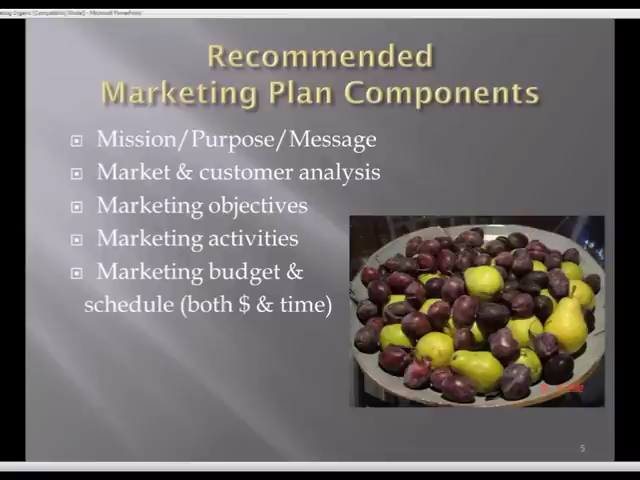 Recommended
Marketing Plan Components
Mission/Purpose/Message
Market & customer analysis
Marketing objectives
Marketing activities
Marketing budget &
schedule (both $ & time)
5